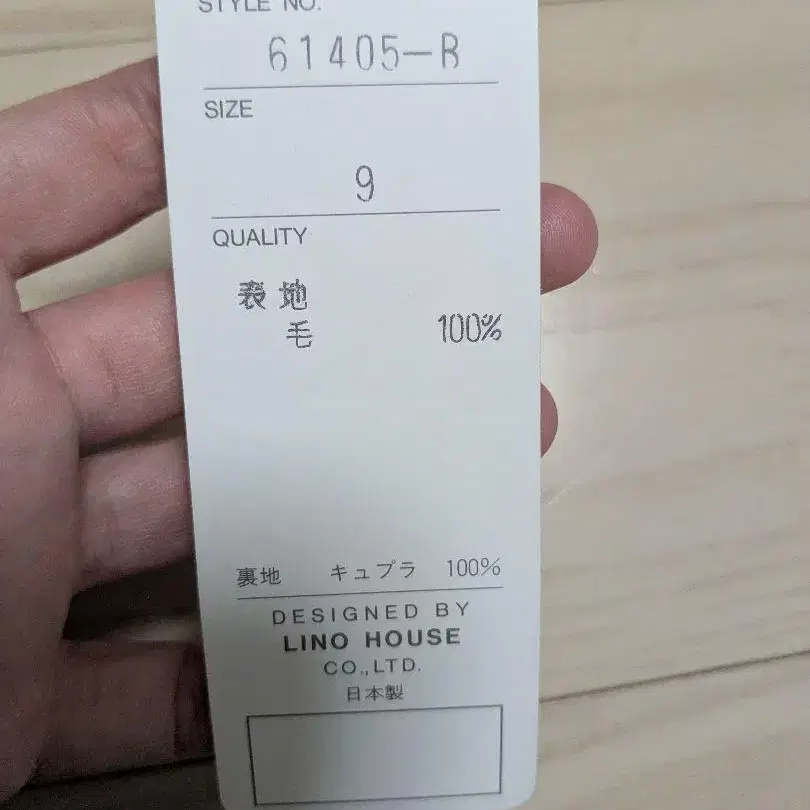 STYLE NO.
61405-B
SIZE
9
QUALITY
表地
毛 100%
裏地 キュプラ 100%
DESIGNED BY
LINO HOUSE
CO.,LTD.
日本製